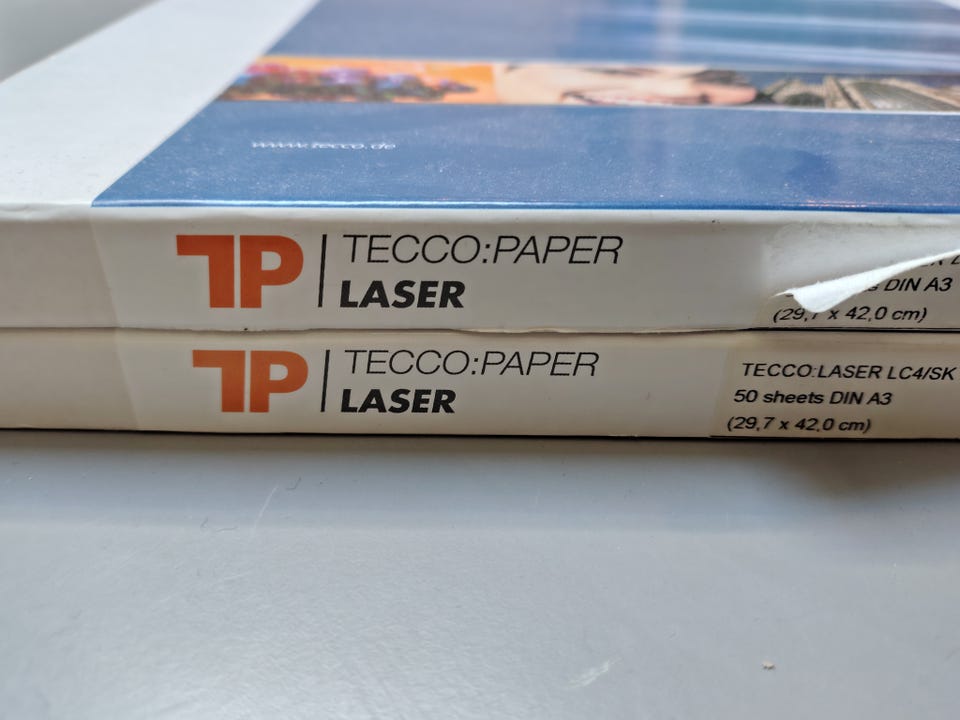 www.tecco.de
TP
TECCO:PAPER
LASER
DIN A3
(29,7 x 42,0 cm)
TP
TECCO:PAPER
LASER
TECCO:LASER LC4/SK
50 sheets DIN A3
(29,7 x 42,0 cm)